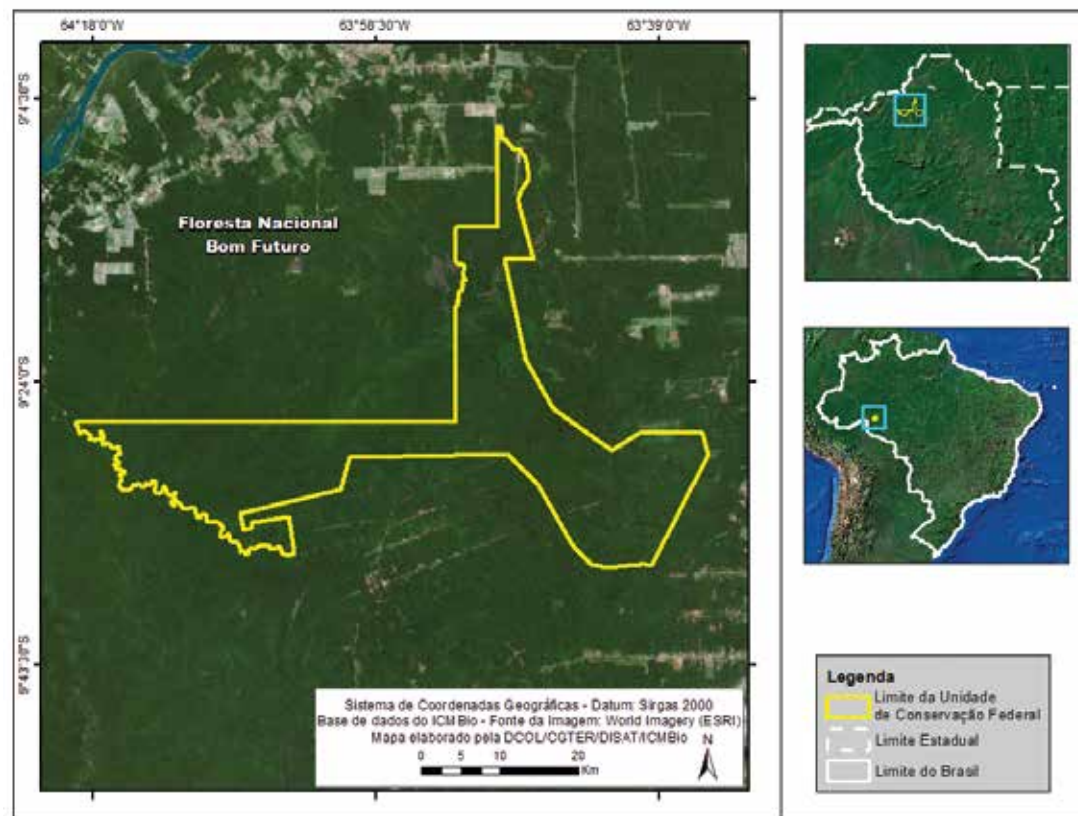 64°18'0"W 63°58'30"W 63°39'0"W
9°4'30"S
Floresta Nacional
Bom Futuro
9°24'0"S
9°43'30"S
Sistema de Coordenadas Geográficas - Datum: Sirgas 2000
Base de dados do ICMBio - Fonte da Imagem: World Imagery (ESRI)
Mapa elaborado pela DCOL/CGTER/DISAT/ICMBio
N
0 5 10 20
Km
Legenda
Limite da Unidade
de Conservação Federal
Limite Estadual
Limite do Brasil